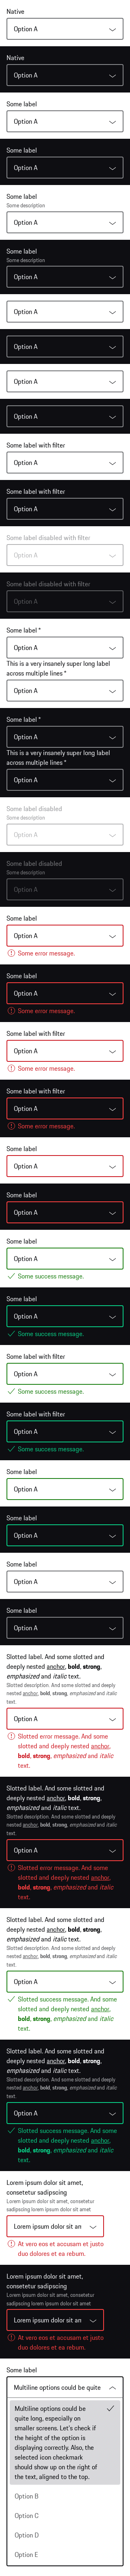 Native
Option A
Native
Option A
Some label
Option A
Some label
Option A
Some label
Some description
Option A
Some label
Some description
Option A
Option A
Option A
Option A
Option A
Some label with filter
Option A
Some label with filter
Option A
Some label disabled with filter
Option A
Some label disabled with filter
Option A
Some label *
Option A
This is a very insanely super long label
across multiple lines *
Option A
Some label *
Option A
This is a very insanely super long label
across multiple lines *
Option A
Some label disabled
Some description
Option A
Some label disabled
Some description
Option A
Some label
Option A
Some error message.
Some label
Option A
Some error message.
Some label with filter
Option A
Some error message.
Some label with filter
Option A
Some error message.
Some label
Option A
Some label
Option A
Some label
Option A
Some success message.
Some label
Option A
Some success message.
Some label with filter
Option A
Some success message.
Some label with filter
Option A
Some success message.
Some label
Option A
Some label
Option A
Some label
Option A
Some label
Option A
Slotted label. And some slotted and
deeply nested anchor, bold, strong,
emphasized and italic text.
Slotted description. And some slotted and deeply
nested anchor, bold, strong, emphasized and italic
text.
Option A
Slotted error message. And some
slotted and deeply nested anchor,
bold, strong, emphasized and italic
text.
Slotted label. And some slotted and
deeply nested anchor, bold, strong,
emphasized and italic text.
Slotted description. And some slotted and deeply
nested anchor, bold, strong, emphasized and italic
text.
Option A
Slotted error message. And some
slotted and deeply nested anchor,
bold, strong, emphasized and italic
text.
Slotted label. And some slotted and
deeply nested anchor, bold, strong,
emphasized and italic text.
Slotted description. And some slotted and deeply
nested anchor, bold, strong, emphasized and italic
text.
Option A
Slotted success message. And some
slotted and deeply nested anchor,
bold, strong, emphasized and italic
text.
Slotted label. And some slotted and
deeply nested anchor, bold, strong,
emphasized and italic text.
Slotted description. And some slotted and deeply
nested anchor, bold, strong, emphasized and italic
text.
Option A
Slotted success message. And some
slotted and deeply nested anchor,
bold, strong, emphasized and italic
text.
Lorem ipsum dolor sit amet,
consetetur sadipscing
Lorem ipsum dolor sit amet, consetetur
sadipscing lorem ipsum dolor sit amet
Lorem ipsum dolor sit am
At vero eos et accusam et justo
duo dolores et ea rebum.
Lorem ipsum dolor sit amet,
consetetur sadipscing
Lorem ipsum dolor sit amet, consetetur
sadipscing lorem ipsum dolor sit amet
Lorem ipsum dolor sit am
At vero eos et accusam et justo
duo dolores et ea rebum.
Some label
Multiline options could be quite
Multiline options could be
quite long, especially on
smaller screens. Let's check if
the height of the option is
displaying correctly. Also, the
selected icon checkmark
should show up on the right of
the text, aligned to the top.
Option B
Option C
Option D
Option E